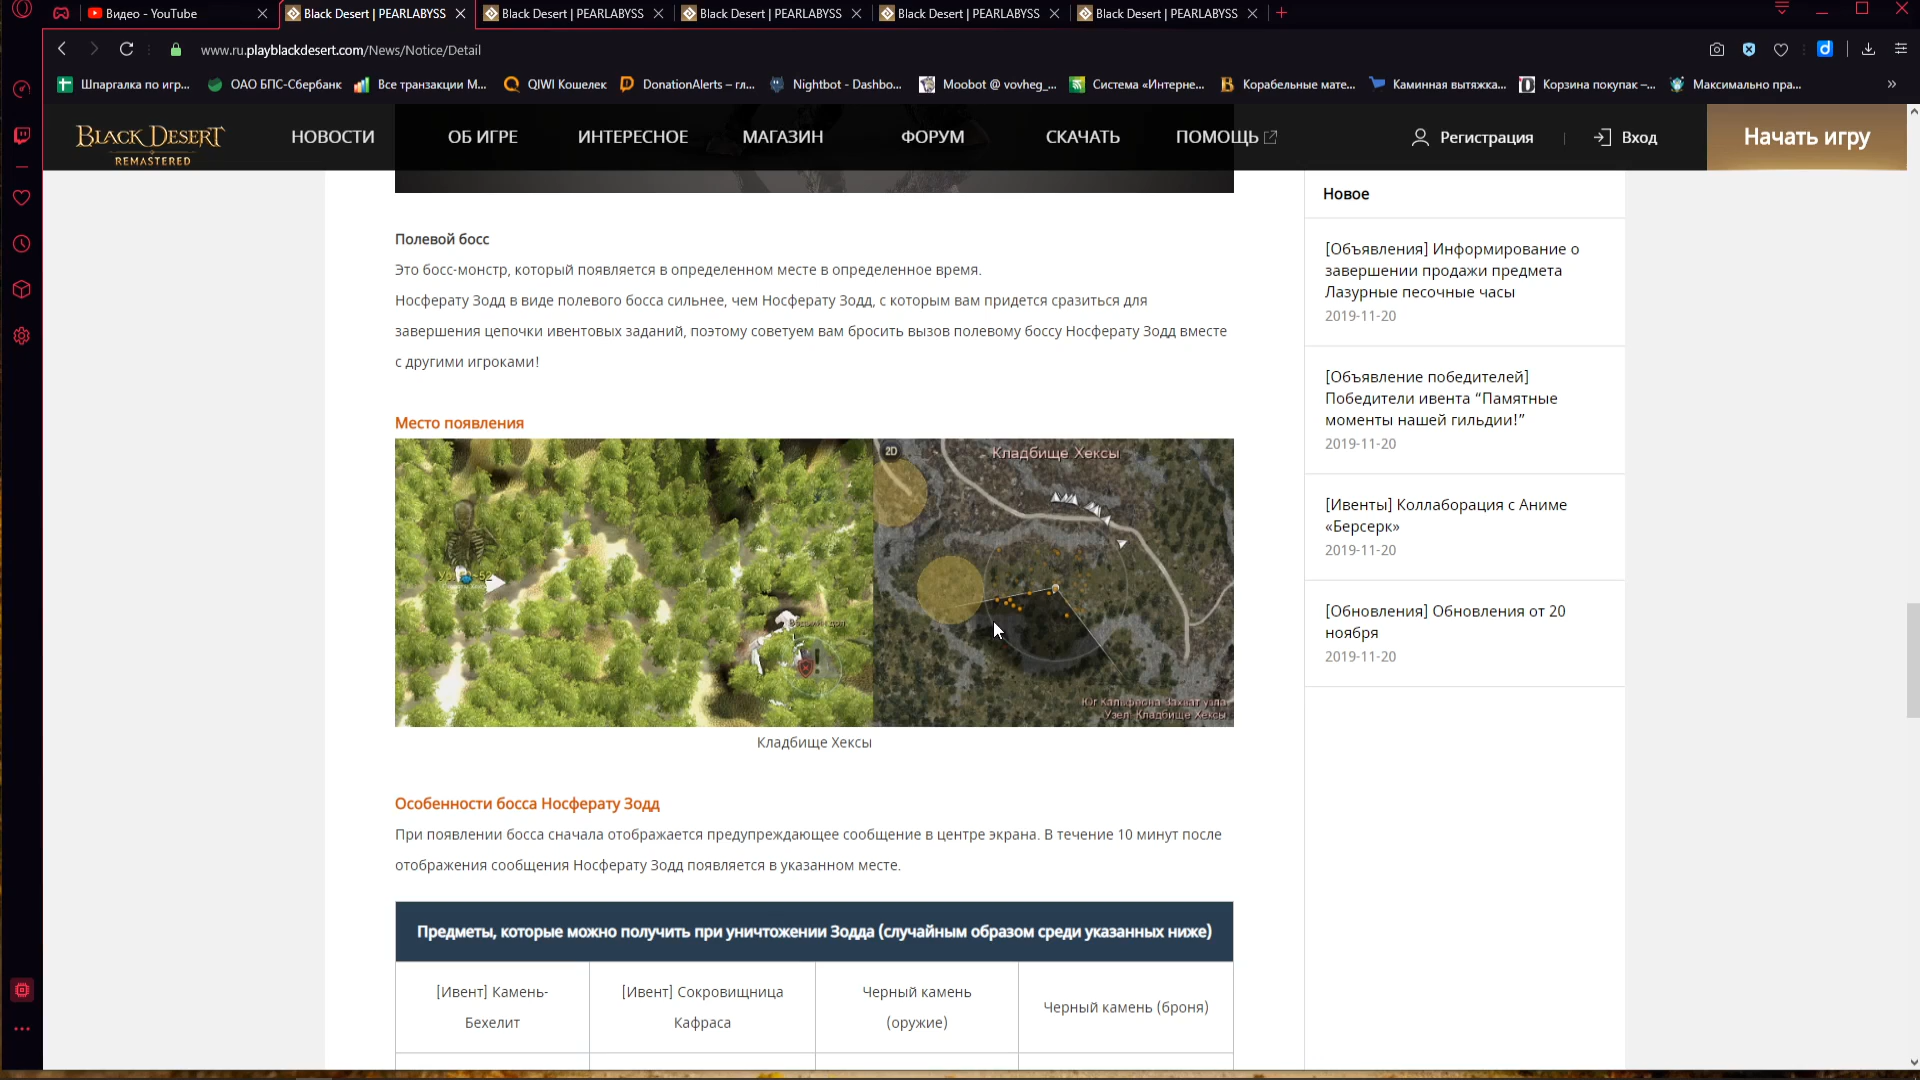 Видео - YouTube
Black Desert | PEARLABYSS
Black Desert | PEARLABYSS
Black Desert | PEARLABYSS
Black Desert | PEARLABYSS
Black Desert | PEARLABYSS
www.ru.playblackdesert.com/News/Notice/Detail
Шпаргалка по игр...
ОАО БПС-Сбербанк
Все транзакции M...
QIWI Кошелек
DonationAlerts – гл...
Nightbot - Dashbo...
Moobot @ vovheg_...
Система «Интерне...
Корабельные мате...
Каминная вытяжка...
Корзина покупок –...
Максимально пра...
BLACK DESERT
REMASTERED
НОВОСТИ
ОБ ИГРЕ
ИНТЕРЕСНОЕ
МАГАЗИН
ФОРУМ
СКАЧАТЬ
ПОМОЩЬ
Регистрация
Вход
Начать игру
Полевой босс
Это босс-монстр, который появляется в определенном месте в определенное время.
Носферату Зодд в виде полевого босса сильнее, чем Носферату Зодд, с которым вам придется сразиться для
завершения цепочки ивентовых заданий, поэтому советуем вам бросить вызов полевому боссу Носферату Зодд вместе
с другими игроками!
Место появления
2D
Кладбище Хексы
Юг Кальфеона Захват узла
Узел: Кладбище Хексы
Кладбище Хексы
Особенности босса Носферату Зодд
При появлении босса сначала отображается предупреждающее сообщение в центре экрана. В течение 10 минут после
отображения сообщения Носферату Зодд появляется в указанном месте.
Предметы, которые можно получить при уничтожении Зодда (случайным образом среди указанных ниже)
[Ивент] Камень-
Бехелит
[Ивент] Сокровищница
Кафраса
Черный камень
(оружие)
Черный камень (броня)
Новое
[Объявления] Информирование о
завершении продажи предмета
Лазурные песочные часы
2019-11-20
[Объявление победителей]
Победители ивента “Памятные
моменты нашей гильдии!”
2019-11-20
[Ивенты] Коллаборация с Аниме
«Берсерк»
2019-11-20
[Обновления] Обновления от 20
ноября
2019-11-20